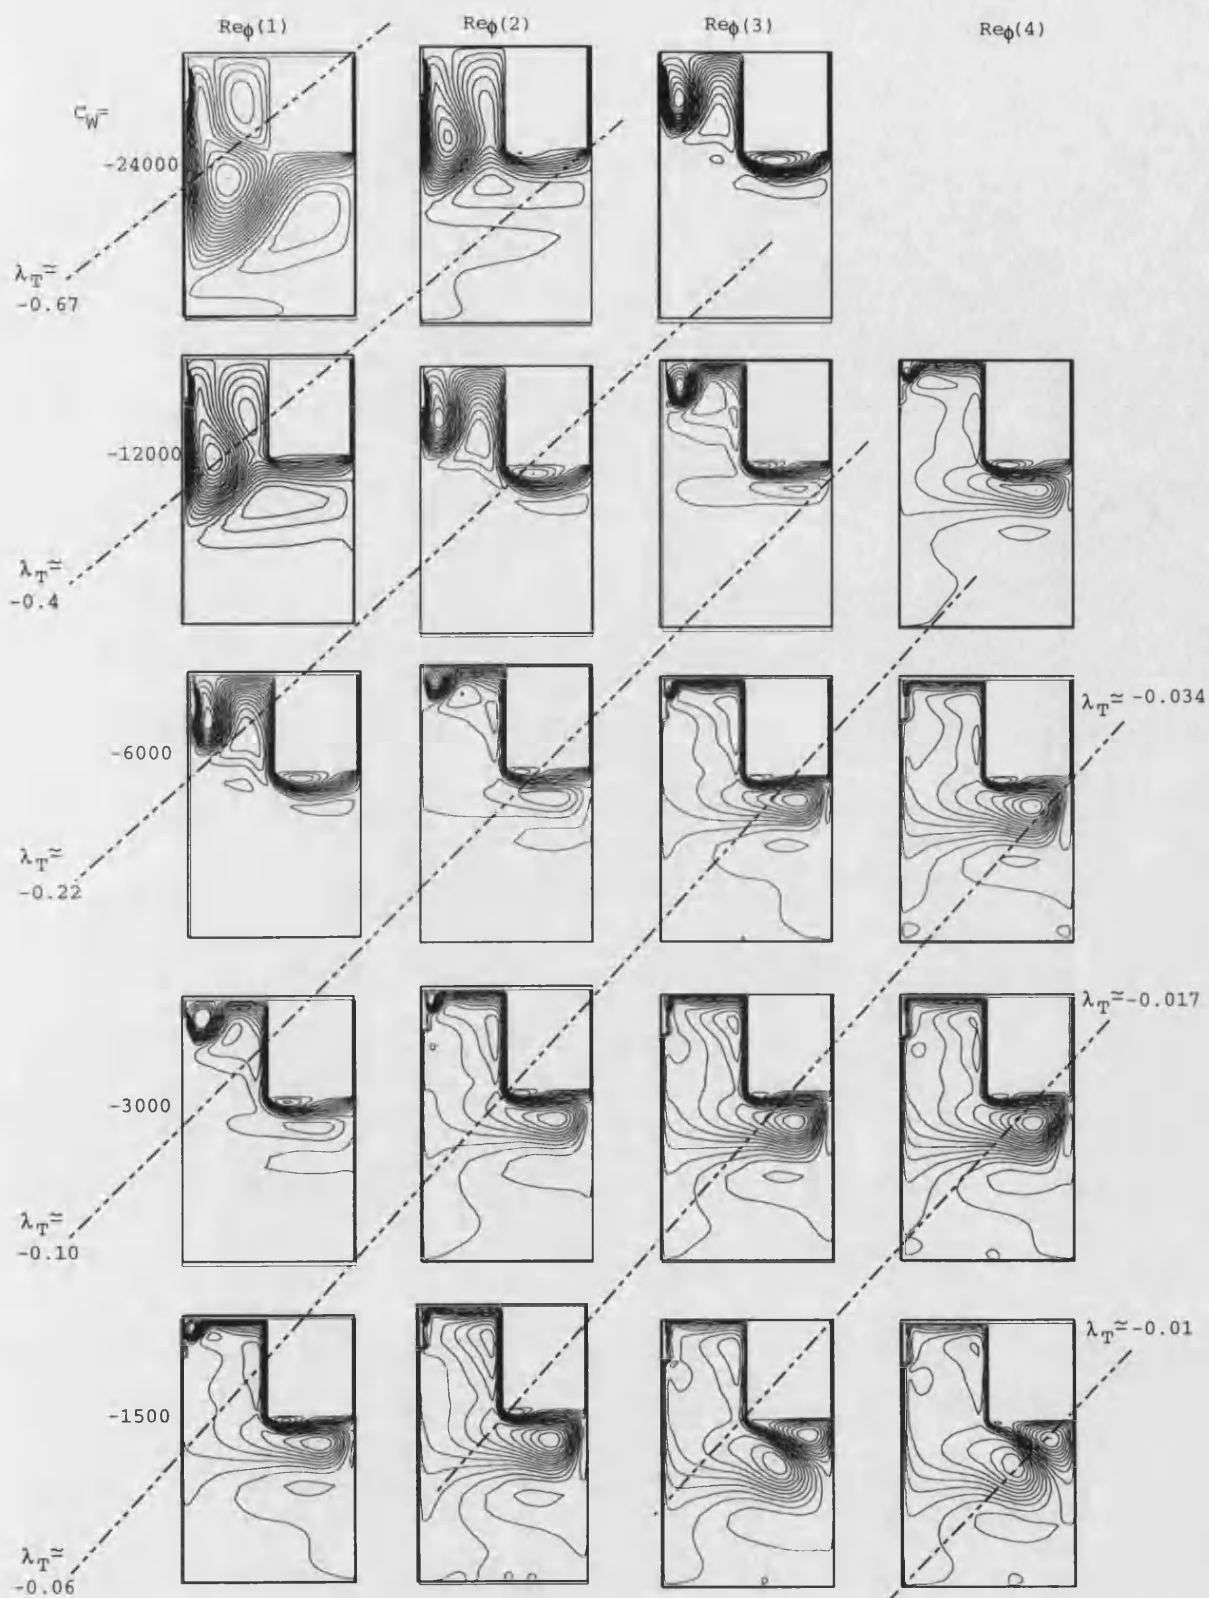 Reϕ(1) Reϕ(2) Reϕ(3) Reϕ(4)
C_W=
-24000
λ_T≃
-0.67
-12000
λ_T≃
-0.4
λ_T≃ -0.034
-6000
λ_T≃
-0.22
λ_T≃ -0.017
-3000
λ_T≃
-0.10
λ_T≃ -0.01
-1500
λ_T≃
-0.06